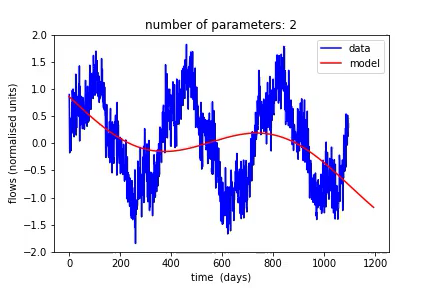 number of parameters: 2
data
model
2.0
1.5
1.0
0.5
0.0
−0.5
−1.0
−1.5
−2.0
flows (normalised units)
0 200 400 600 800 1000 1200
time (days)